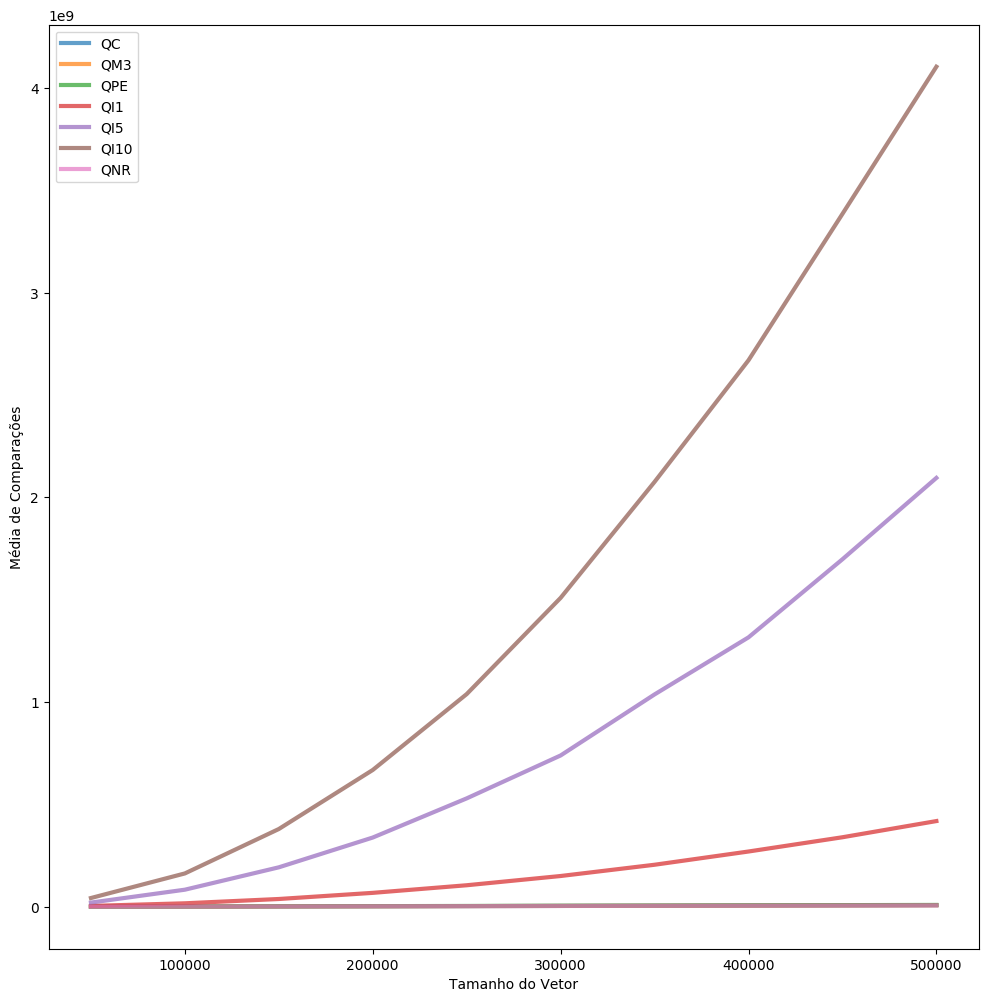 1e9
QC
QM3
QPE
QI1
QI5
QI10
QNR
4
3
2
1
0
Média de Comparações
100000 200000 300000 400000 500000
Tamanho do Vetor